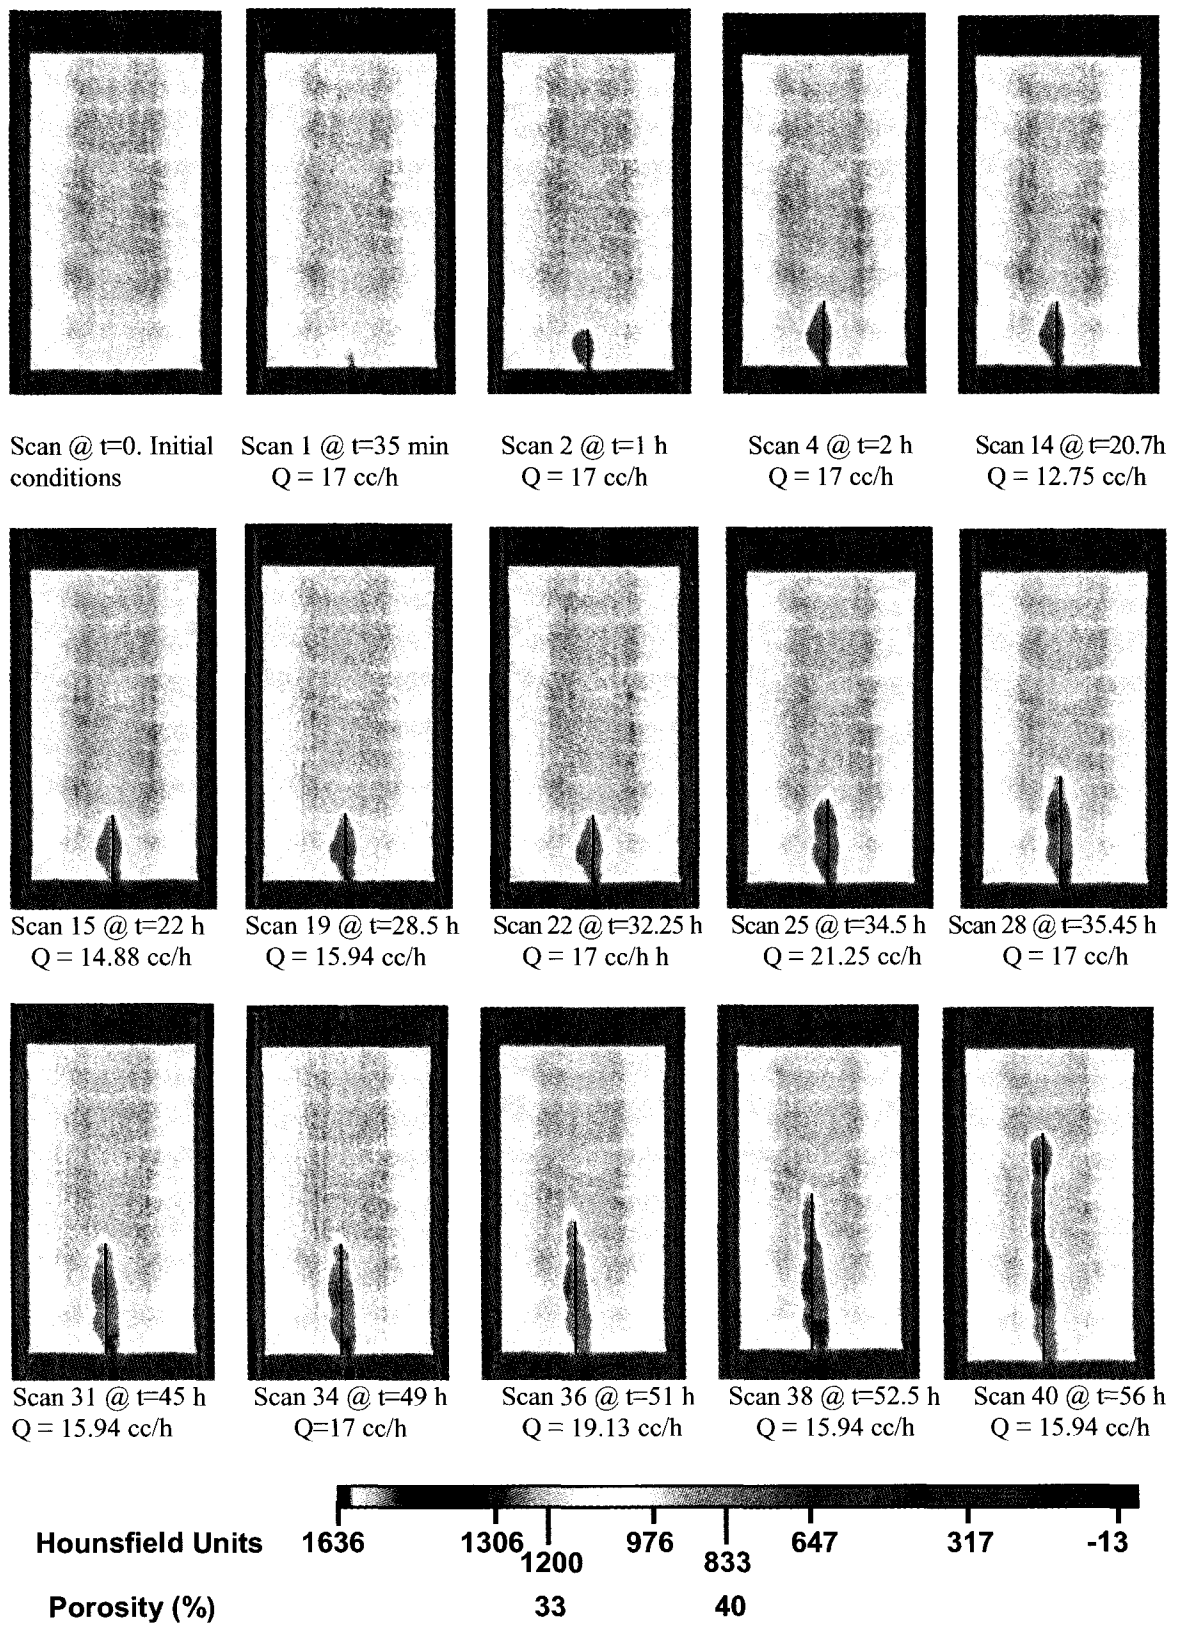 Scan @ t=0. Initial conditions
Scan 1 @ t=35 min
Q = 17 cc/h
Scan 2 @ t=1 h
Q = 17 cc/h
Scan 4 @ t=2 h
Q = 17 cc/h
Scan 14 @ t=20.7h
Q = 12.75 cc/h
Scan 15 @ t=22 h
Q = 14.88 cc/h
Scan 19 @ t=28.5 h
Q = 15.94 cc/h
Scan 22 @ t=32.25 h
Q = 17 cc/h h
Scan 25 @ t=34.5 h
Q = 21.25 cc/h
Scan 28 @ t=35.45 h
Q = 17 cc/h
Scan 31 @ t=45 h
Q = 15.94 cc/h
Scan 34 @ t=49 h
Q=17 cc/h
Scan 36 @ t=51 h
Q = 19.13 cc/h
Scan 38 @ t=52.5 h
Q = 15.94 cc/h
Scan 40 @ t=56 h
Q = 15.94 cc/h
Hounsfield Units 1636 1306 1200 976 833 647 317 -13
Porosity (%) 33 40